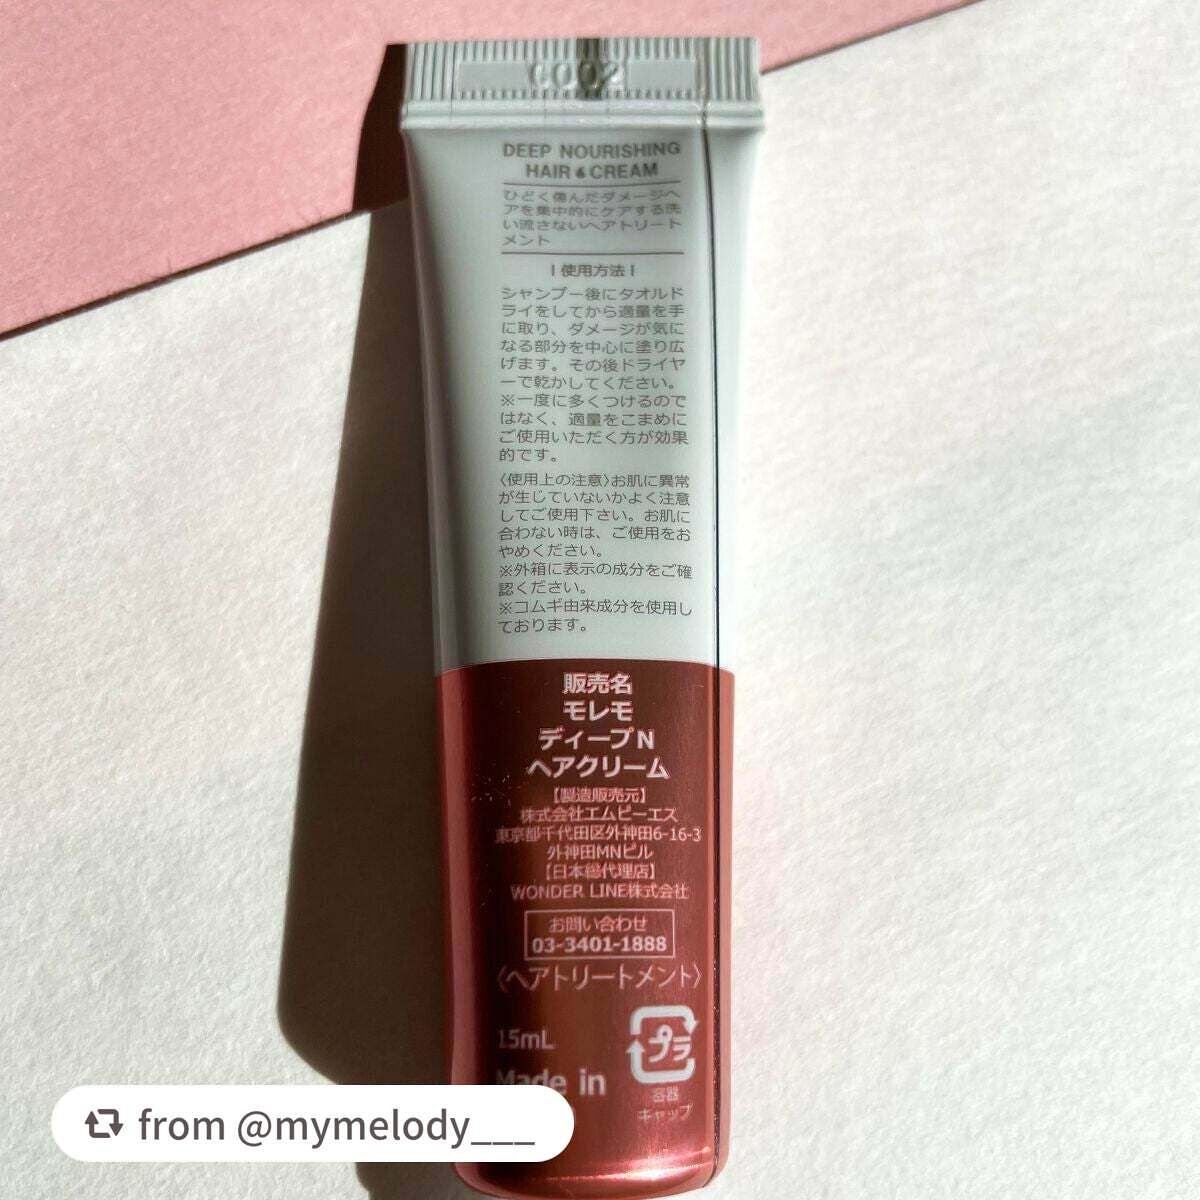 DEEP NOURISHING
HAIR & CREAM
ひどく傷んだダメージヘ
アを集中的にケアする洗
い流さないヘアトリート
メント
使用方法
シャンプー後にタオルド
ライをしてから適量を手
に取り、ダメージが気に
なる部分を中心に塗り広
げます。その後ドライヤ
ーで乾かしてください。
※一度に多くつけるので
はなく、適量をこまめに
ご使用いただく方が効果
的です。
〈使用上の注意〉お肌に異常
が生じていないかよく注意
してご使用下さい。お肌に
合わない時は、ご使用をお
やめください。
※外箱に表示の成分をご確
認ください。
※コムギ由来成分を使用し
ております。
販売名
モレモ
ディープN
ヘアクリーム
【製造販売元】
株式会社エムピーエス
東京都千代田区外神田6-16-3
外神田MNビル
【日本総代理店】
WONDER LINE株式会社
お問い合わせ
03-3401-1888
〈ヘアトリートメント〉
15mL
プラ
Made in
容器
キャップ
from @mymelody___